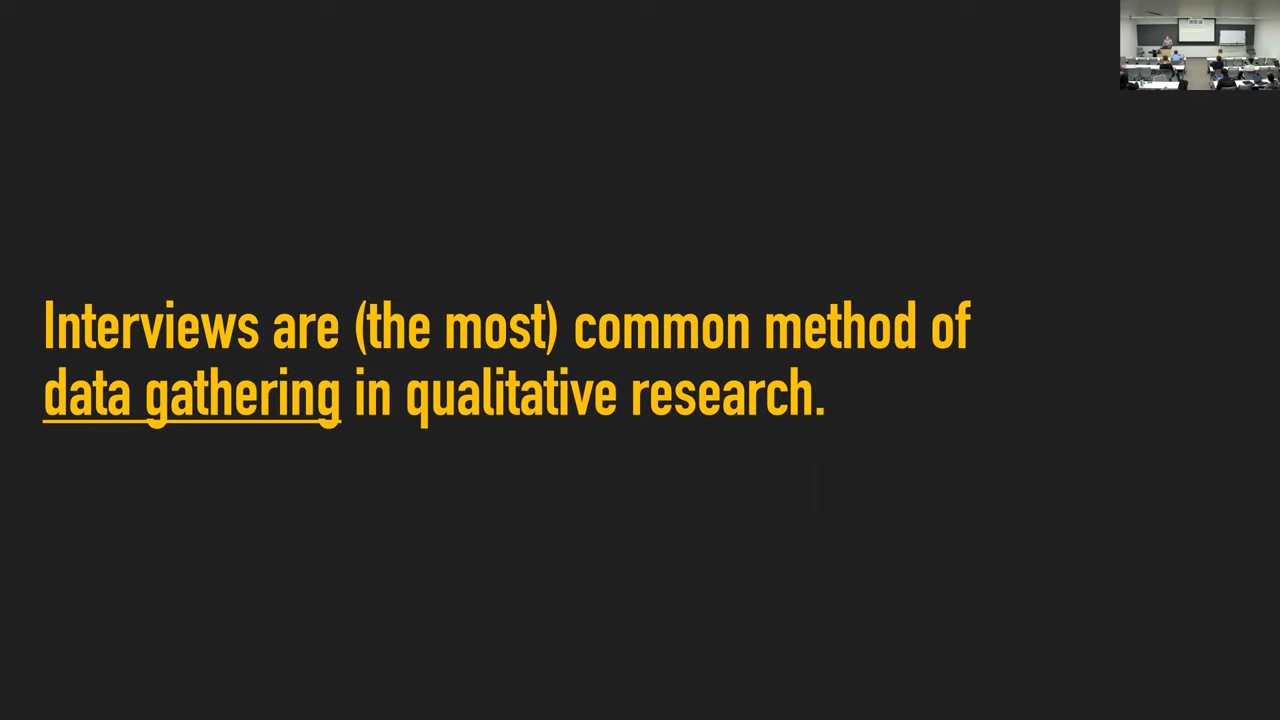 Interviews are (the most) common method of
data gathering in qualitative research.